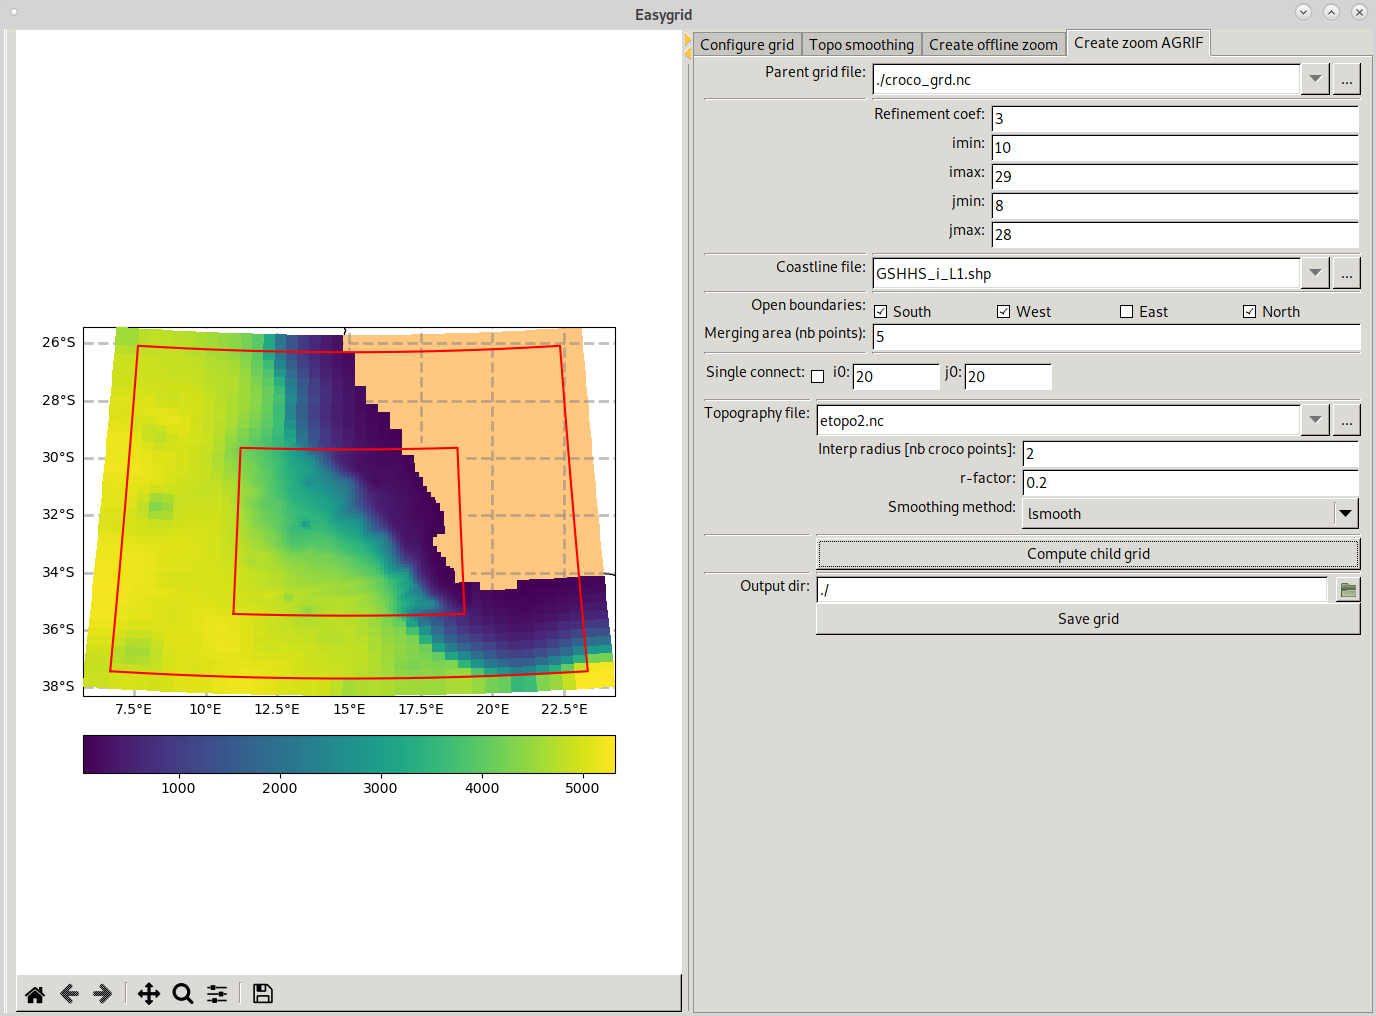 Easygrid
Configure grid
Topo smoothing
Create offline zoom
Create zoom AGRIF
Parent grid file:
./croco_grd.nc
...
Refinement coef:
3
imin:
10
imax:
29
jmin:
8
jmax:
28
Coastline file:
GSHHS_i_L1.shp
...
Open boundaries:
South
West
East
North
Merging area (nb points):
5
Single connect:
i0:
20
j0:
20
Topography file:
etopo2.nc
...
Interp radius [nb croco points]:
2
r-factor:
0.2
Smoothing method:
lsmooth
Compute child grid
Output dir:
./
Save grid
26°S
28°S
30°S
32°S
34°S
36°S
38°S
7.5°E
10°E
12.5°E
15°E
17.5°E
20°E
22.5°E
1000
2000
3000
4000
5000